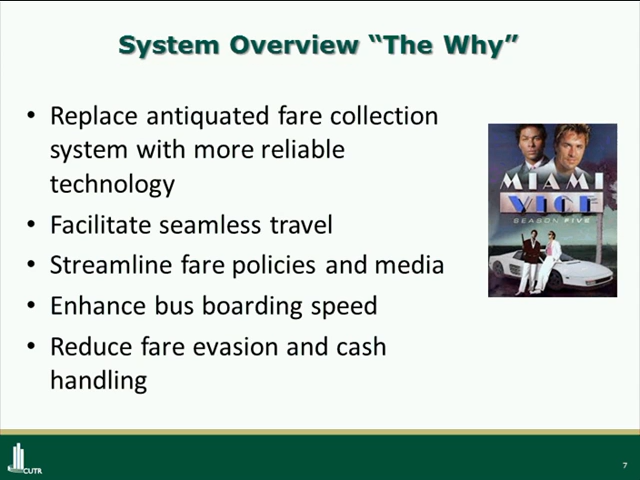 System Overview “The Why”
• Replace antiquated fare collection
system with more reliable
technology
• Facilitate seamless travel
• Streamline fare policies and media
• Enhance bus boarding speed
• Reduce fare evasion and cash
handling
MIAMI
VICE
SEASON FIVE
CUTR
7